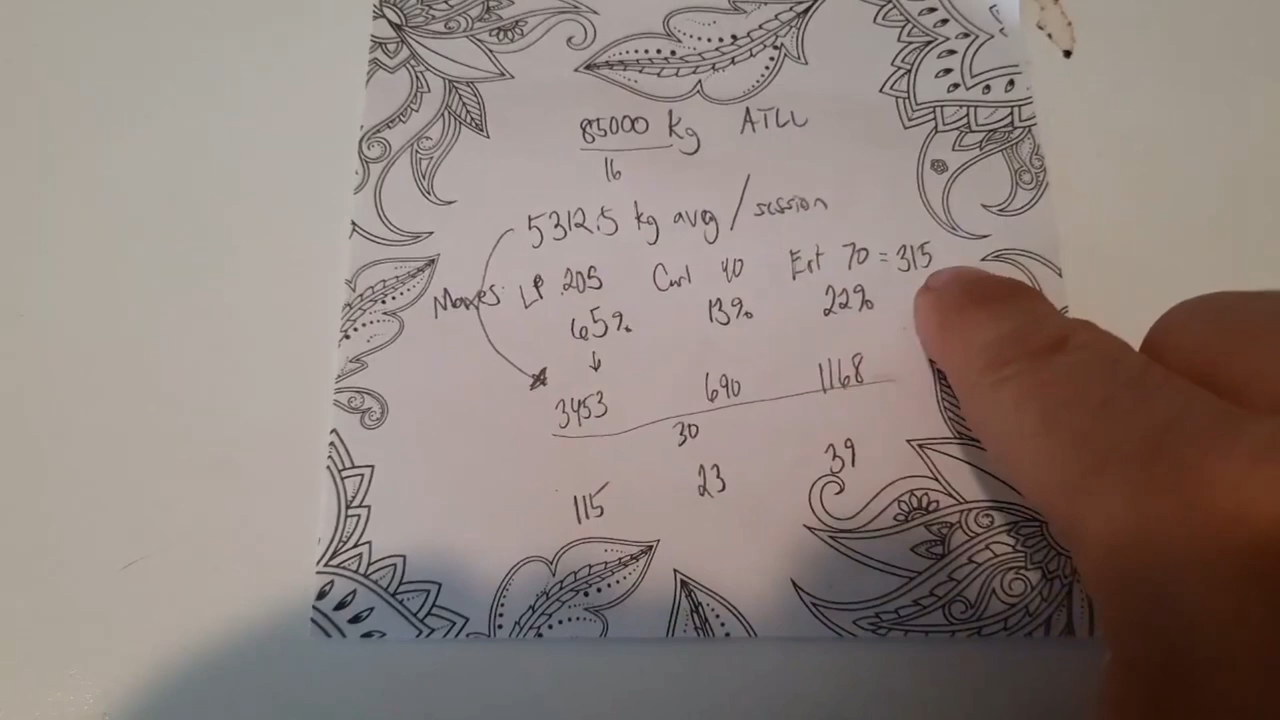 85000 kg ATLL
16
5312.5 kg avg / session
Maxes: LP 205 Curl 40 Ext 70 = 315
65% 13% 22%
3453 690 1168
30
115 23 39